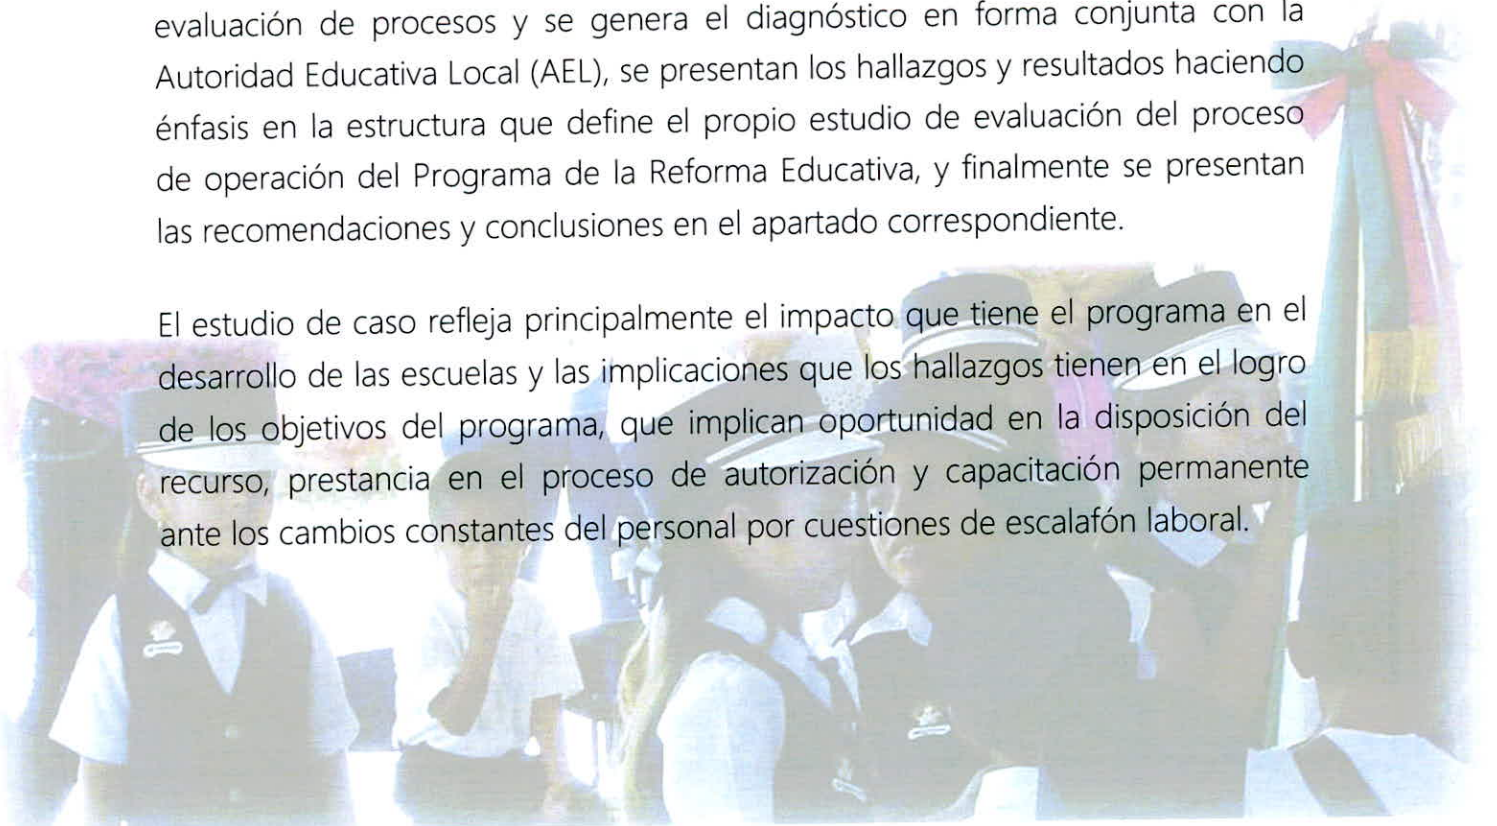 evaluación de procesos y se genera el diagnóstico en forma conjunta con la
Autoridad Educativa Local (AEL), se presentan los hallazgos y resultados haciendo
énfasis en la estructura que define el propio estudio de evaluación del proceso
de operación del Programa de la Reforma Educativa, y finalmente se presentan
las recomendaciones y conclusiones en el apartado correspondiente.
El estudio de caso refleja principalmente el impacto que tiene el programa en el
desarrollo de las escuelas y las implicaciones que los hallazgos tienen en el logro
de los objetivos del programa, que implican oportunidad en la disposición del
recurso, prestancia en el proceso de autorización y capacitación permanente
ante los cambios constantes del personal por cuestiones de escalafón laboral.